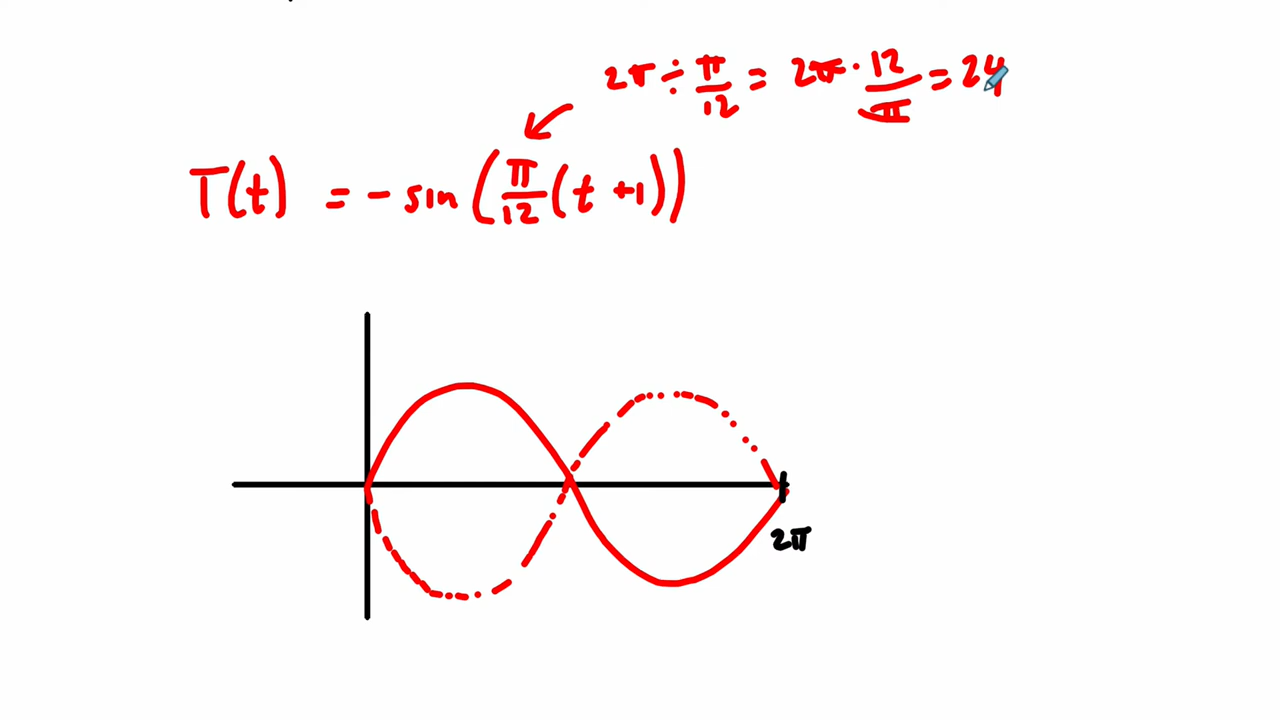 2π ÷ π/12 = 2π · 12/π = 24
T(t) = - sin(π/12(t+1))
2π